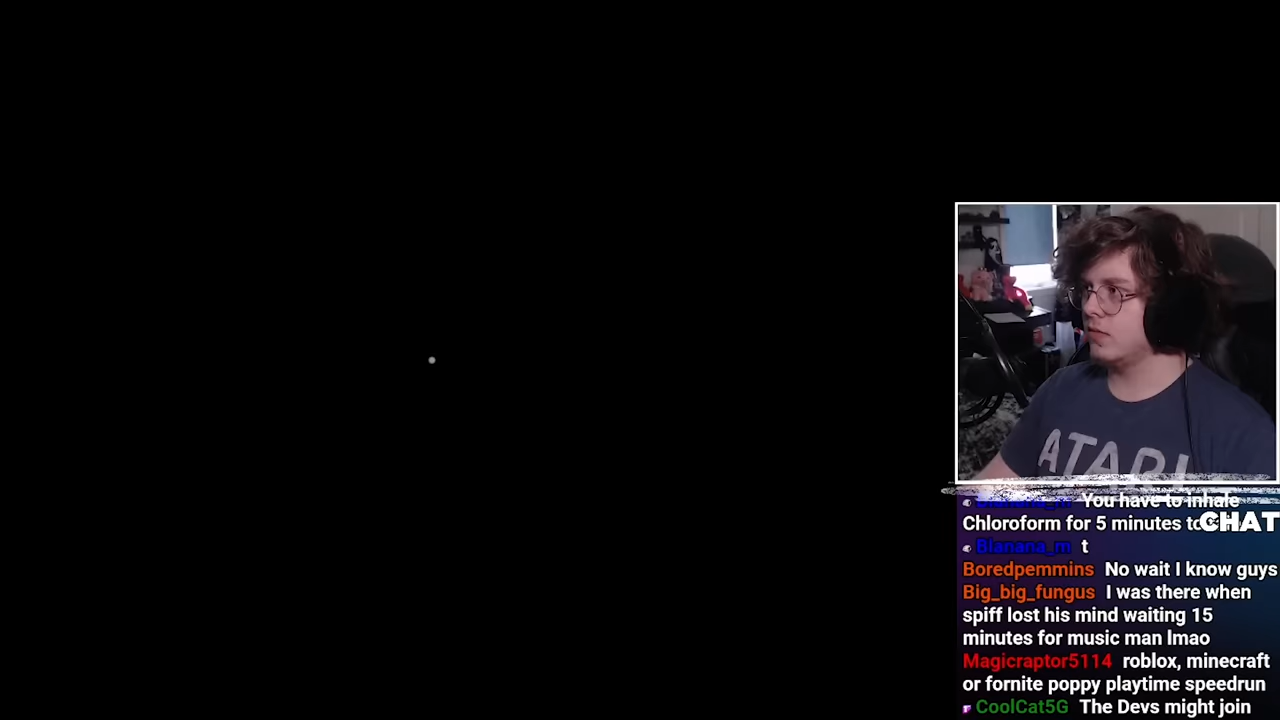 ATARI
You have to inhale
Chloroform for 5 minutes to
CHAT
Blanana_m t
Boredpemmins No wait I know guys
Big_big_fungus I was there when
spiff lost his mind waiting 15
minutes for music man lmao
Magicraptor5114 roblox, minecraft
or fornite poppy playtime speedrun
CoolCat5G The Devs might join